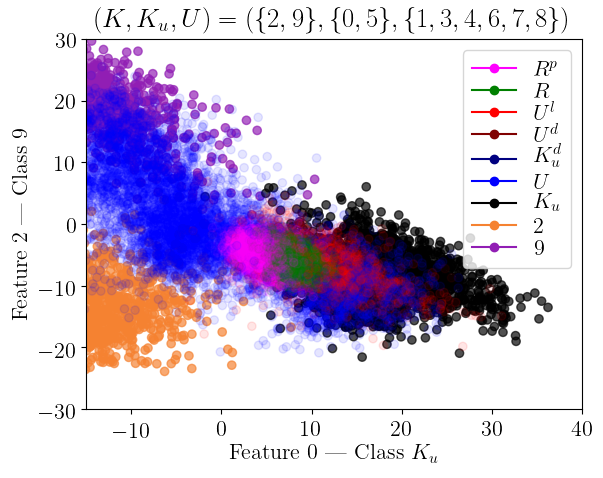 (K, K_u, U) = ({2, 9}, {0, 5}, {1, 3, 4, 6, 7, 8})
30
20
10
0
−10
−20
−30
Feature 2 — Class 9
R^p
R
U^l
U^d
K_u^d
U
K_u
2
9
−10
0
10
20
30
40
Feature 0 — Class K_u